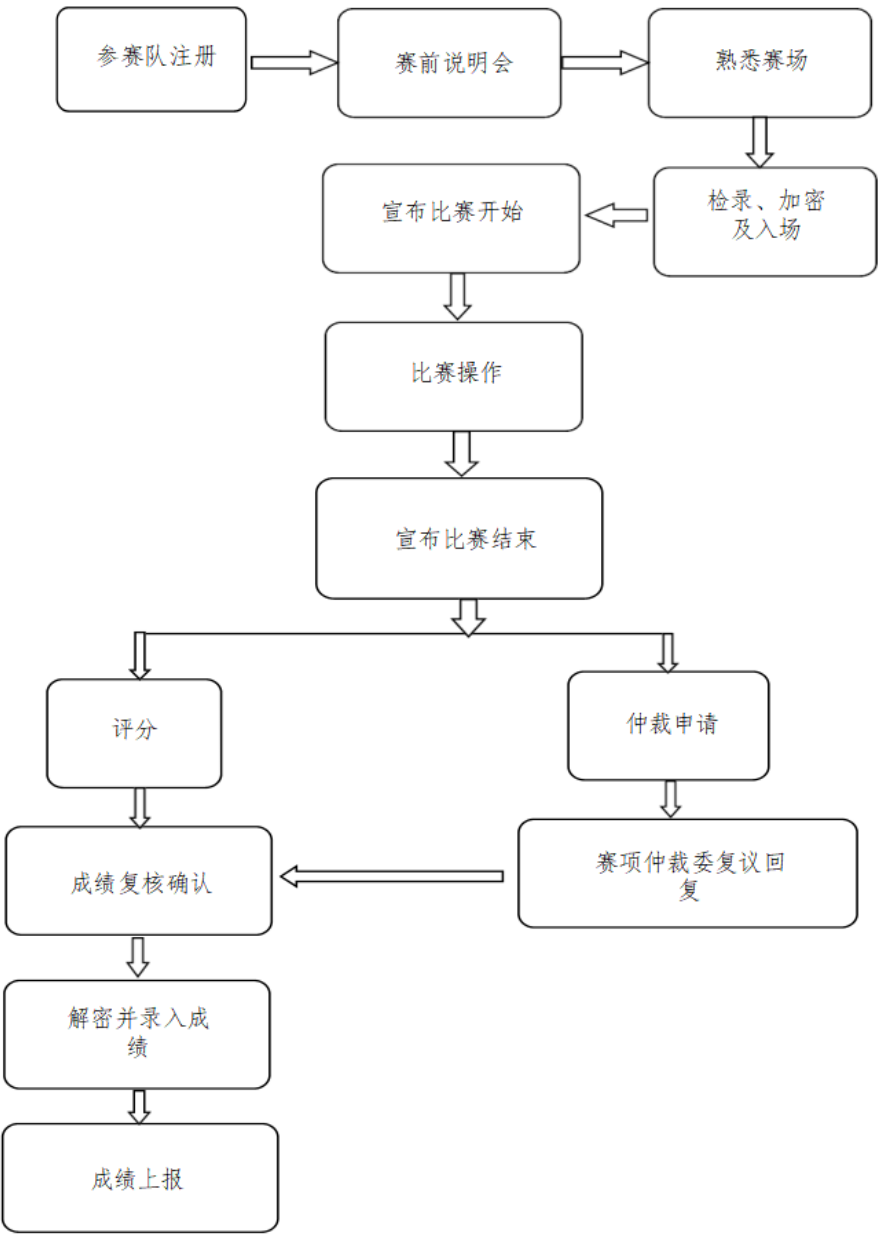 参赛队注册
赛前说明会
熟悉赛场
检录、加密
及入场
宣布比赛开始
比赛操作
宣布比赛结束
评分
仲裁申请
成绩复核确认
赛项仲裁委复议回
复
解密并录入成
绩
成绩上报